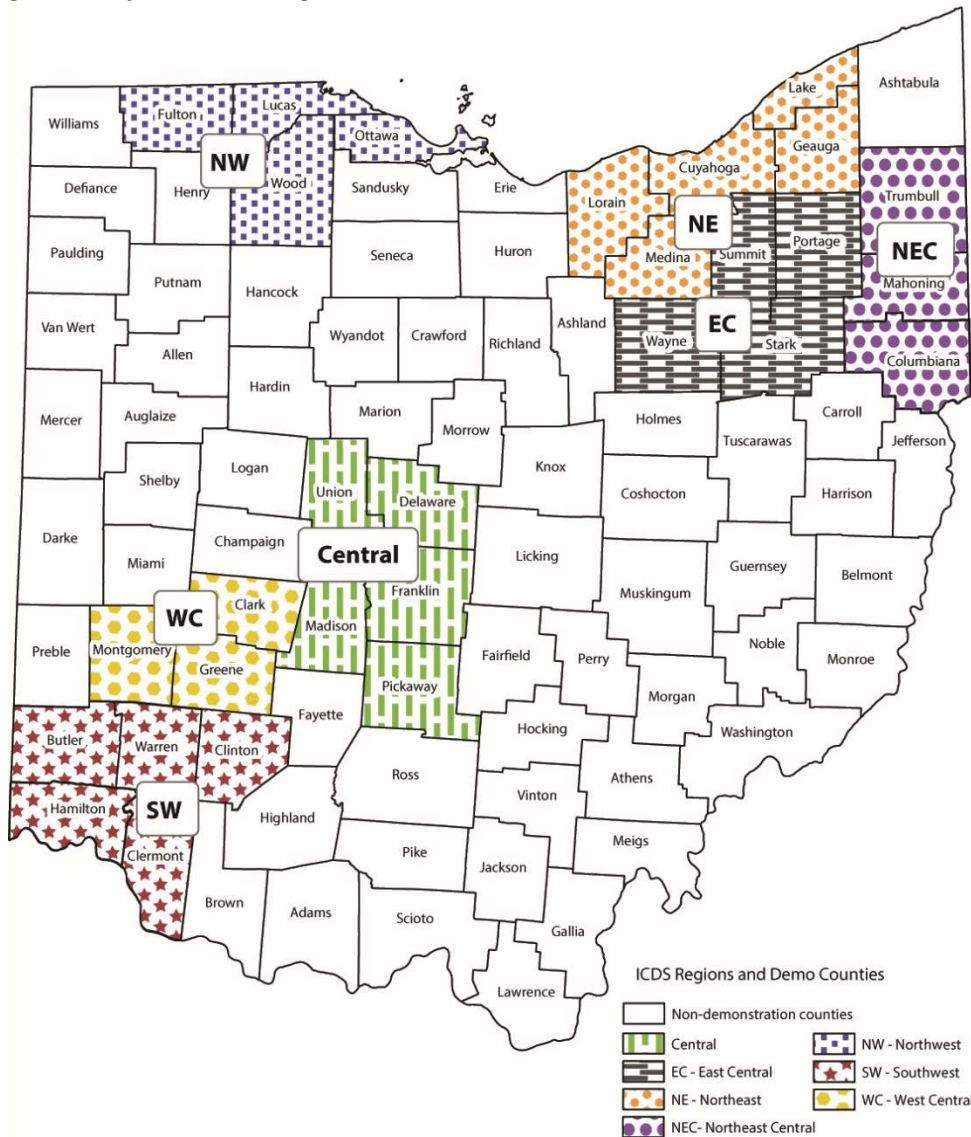 Ashtabula
Lake
Lucas
Fulton
Williams
Geauga
Ottawa
Cuyahoga
NW
Wood
Trumbull
Defiance
Henry
Sandusky
Erie
Lorain
NE
Portage
Paulding
Seneca
Huron
Medina
Summit
NEC
Putnam
Hancock
Mahoning
Van Wert
Wyandot
Crawford
Richland
Ashland
EC
Wayne
Stark
Allen
Columbiana
Hardin
Mercer
Auglaize
Marion
Morrow
Holmes
Carroll
Tuscarawas
Jefferson
Logan
Knox
Shelby
Union
Delaware
Coshocton
Harrison
Darke
Champaign
Central
Licking
Miami
Franklin
Guernsey
Belmont
Muskingum
Clark
WC
Madison
Preble
Montgomery
Greene
Fairfield
Perry
Noble
Monroe
Pickaway
Morgan
Fayette
Hocking
Washington
Butler
Warren
Clinton
Ross
Athens
Vinton
Hamilton
SW
Highland
Meigs
Clermont
Pike
Jackson
Brown
Adams
Scioto
Gallia
Lawrence
ICDS Regions and Demo Counties
Non-demonstration counties
Central
NW - Northwest
EC - East Central
SW - Southwest
NE - Northeast
WC - West Central
NEC- Northeast Central